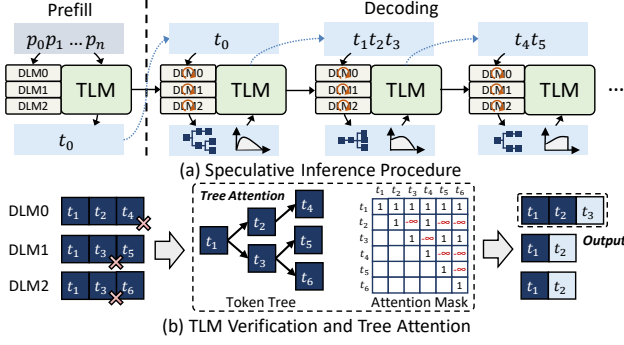 Prefill
Decoding
p0p1 ...pn
t0
t1t2t3
t4t5
DLM0
DLM1
DLM2
TLM
DLM0
DLM1
DLM2
TLM
DLM0
DLM1
DLM2
TLM
DLM0
DLM1
DLM2
TLM
...
t0
(a) Speculative Inference Procedure
DLM0 t1 t2 t4
DLM1 t1 t3 t5
DLM2 t1 t3 t6
Tree Attention
t1
t2
t3
t4
t5
t6
Token Tree
t1 t2 t3 t4 t5 t6
t1 1 1 1 1 1 1
t2 1 -∞ 1 -∞ -∞
t3 1 -∞ 1 1
t4 1 -∞ -∞
t5 1 -∞
t6 1
Attention Mask
t1 t2 t3
Output
t1 t2
t1 t2
(b) TLM Verification and Tree Attention